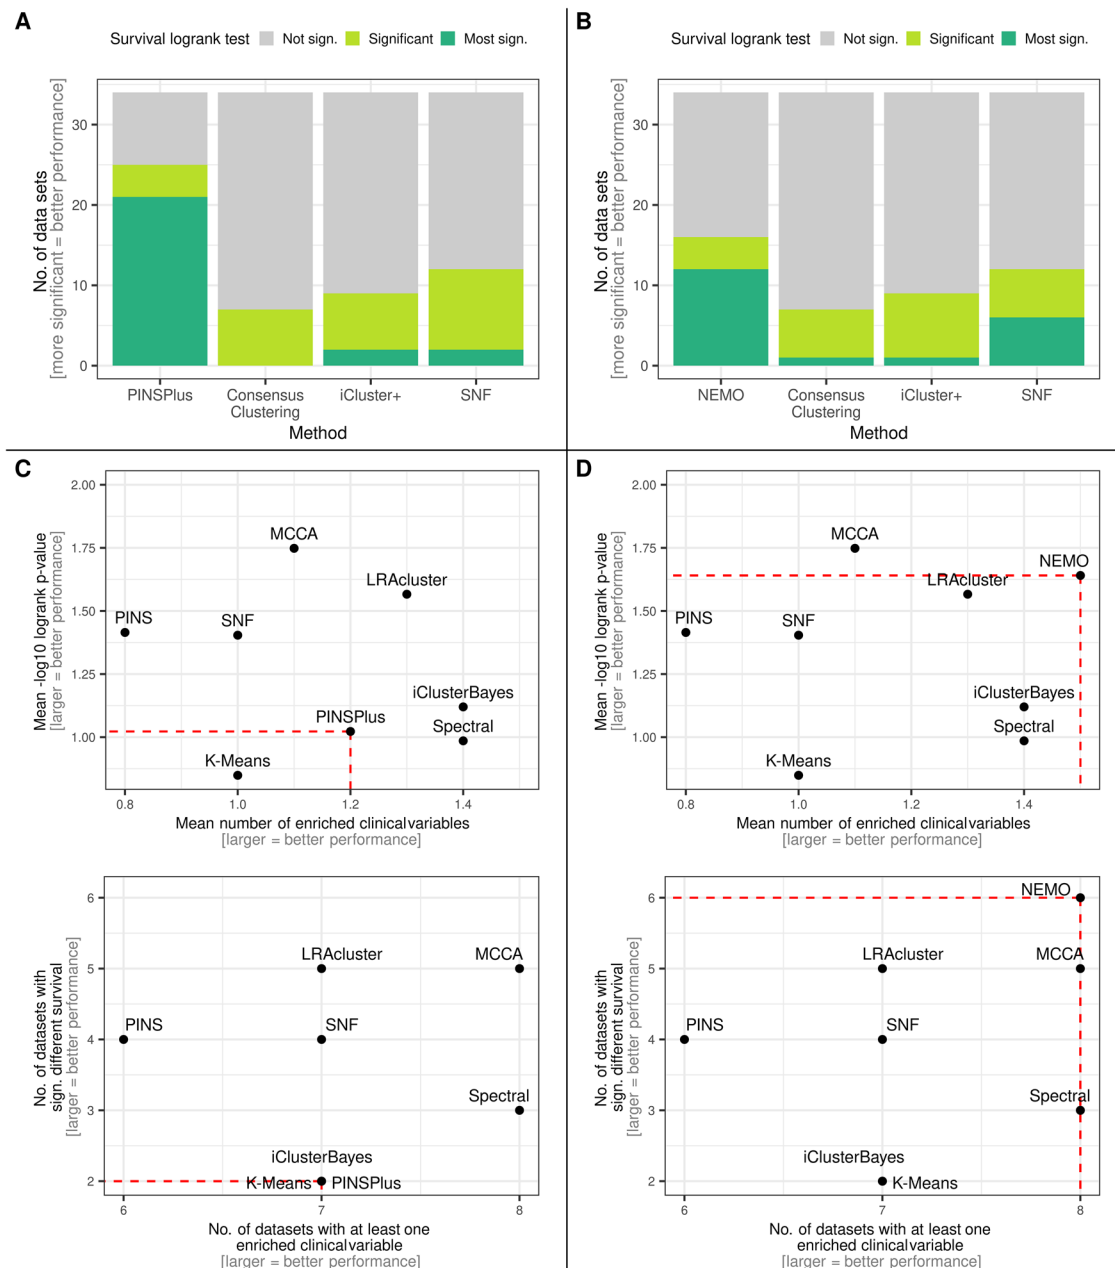 A
Survival logrank test Not sign. Significant Most sign.
No. of data sets
[more significant = better performance]
30
20
10
0
PINSPlus Consensus Clustering iCluster+ SNF
Method
B
Survival logrank test Not sign. Significant Most sign.
No. of data sets
[more significant = better performance]
30
20
10
0
NEMO Consensus Clustering iCluster+ SNF
Method
C
Mean -log10 logrank p-value
[larger = better performance]
2.00
1.75
1.50
1.25
1.00
MCCA
LRAcluster
PINS
SNF
iClusterBayes
PINSPlus
Spectral
K-Means
0.8 1.0 1.2 1.4
Mean number of enriched clinicalvariables
[larger = better performance]
No. of datasets with
sign. different survival
[larger = better performance]
6
5
4
3
2
LRAcluster
MCCA
PINS
SNF
Spectral
iClusterBayes
K-Means
PINSPlus
6 7 8
No. of datasets with at least one
enriched clinicalvariable
[larger = better performance]
D
Mean -log10 logrank p-value
[larger = better performance]
2.00
1.75
1.50
1.25
1.00
MCCA
NEMO
LRAcluster
PINS
SNF
iClusterBayes
Spectral
K-Means
0.8 1.0 1.2 1.4
Mean number of enriched clinicalvariables
[larger = better performance]
No. of datasets with
sign. different survival
[larger = better performance]
6
5
4
3
2
NEMO
LRAcluster
MCCA
PINS
SNF
Spectral
iClusterBayes
K-Means
6 7 8
No. of datasets with at least one
enriched clinicalvariable
[larger = better performance]